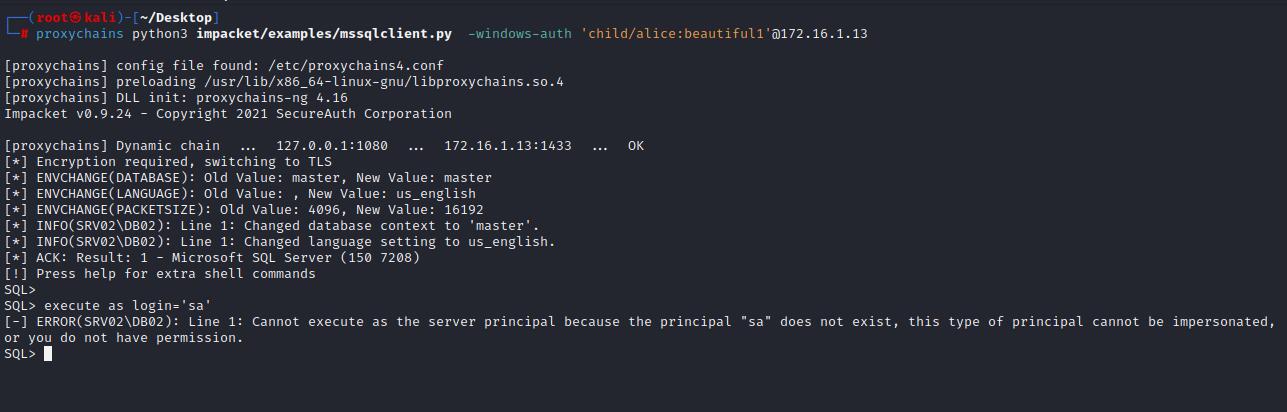 ┌──(root㉿kali)-[~/Desktop]
└─# proxychains python3 impacket/examples/mssqlclient.py  -windows-auth 'child/alice:beautiful1'@172.16.1.13
[proxychains] config file found: /etc/proxychains4.conf
[proxychains] preloading /usr/lib/x86_64-linux-gnu/libproxychains.so.4
[proxychains] DLL init: proxychains-ng 4.16
Impacket v0.9.24 - Copyright 2021 SecureAuth Corporation
[proxychains] Dynamic chain  ...  127.0.0.1:1080  ...  172.16.1.13:1433  ...  OK
[*] Encryption required, switching to TLS
[*] ENVCHANGE(DATABASE): Old Value: master, New Value: master
[*] ENVCHANGE(LANGUAGE): Old Value: , New Value: us_english
[*] ENVCHANGE(PACKETSIZE): Old Value: 4096, New Value: 16192
[*] INFO(SRV02\DB02): Line 1: Changed database context to 'master'.
[*] INFO(SRV02\DB02): Line 1: Changed language setting to us_english.
[*] ACK: Result: 1 - Microsoft SQL Server (150 7208)
[!] Press help for extra shell commands
SQL>
SQL> execute as login='sa'
[-] ERROR(SRV02\DB02): Line 1: Cannot execute as the server principal because the principal "sa" does not exist, this type of principal cannot be impersonated,
or you do not have permission.
SQL>